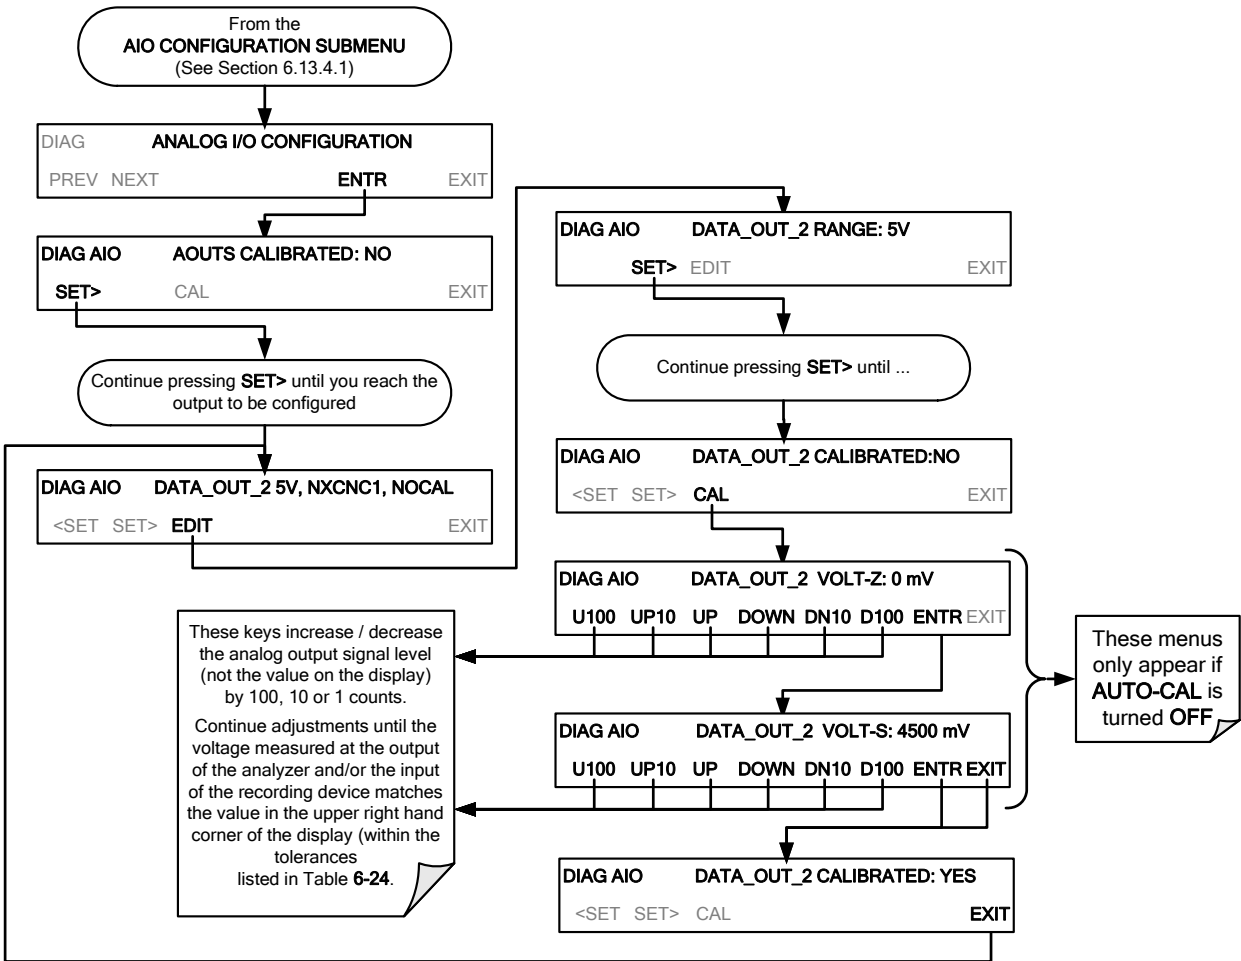 From the
AIO CONFIGURATION SUBMENU
(See Section 6.13.4.1)
DIAG ANALOG I/O CONFIGURATION
PREV NEXT ENTR EXIT
DIAG AIO AOUTS CALIBRATED: NO
SET> CAL EXIT
Continue pressing SET> until you reach the
output to be configured
DIAG AIO DATA_OUT_2 5V, NXCNC1, NOCAL
<SET SET> EDIT EXIT
DIAG AIO DATA_OUT_2 RANGE: 5V
SET> EDIT EXIT
Continue pressing SET> until ...
DIAG AIO DATA_OUT_2 CALIBRATED:NO
<SET SET> CAL EXIT
DIAG AIO DATA_OUT_2 VOLT-Z: 0 mV
U100 UP10 UP DOWN DN10 D100 ENTR EXIT
These keys increase / decrease
the analog output signal level
(not the value on the display)
by 100, 10 or 1 counts.
Continue adjustments until the
voltage measured at the output
of the analyzer and/or the input
of the recording device matches
the value in the upper right hand
corner of the display (within the
tolerances
listed in Table 6-24.
DIAG AIO DATA_OUT_2 VOLT-S: 4500 mV
U100 UP10 UP DOWN DN10 D100 ENTR EXIT
These menus
only appear if
AUTO-CAL is
turned OFF
DIAG AIO DATA_OUT_2 CALIBRATED: YES
<SET SET> CAL EXIT